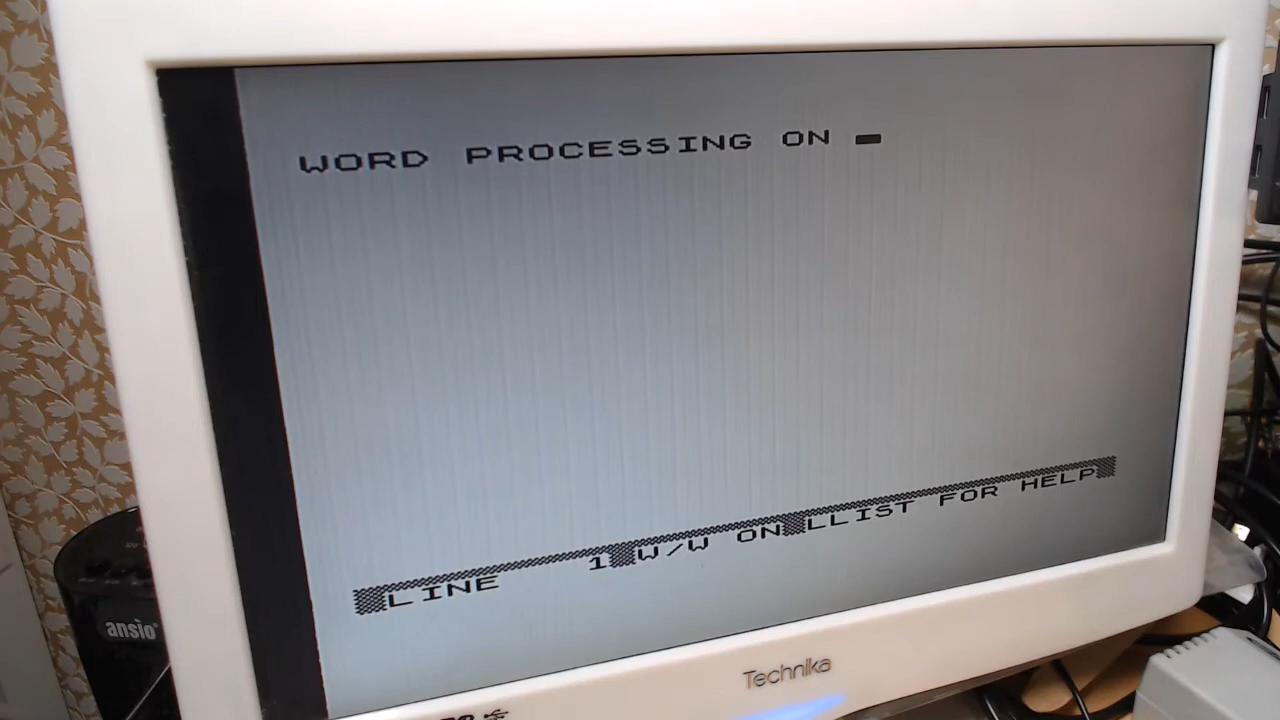 WORD PROCESSING ON
LINE 1 W/W ON LLIST FOR HELP
ansio
Technika